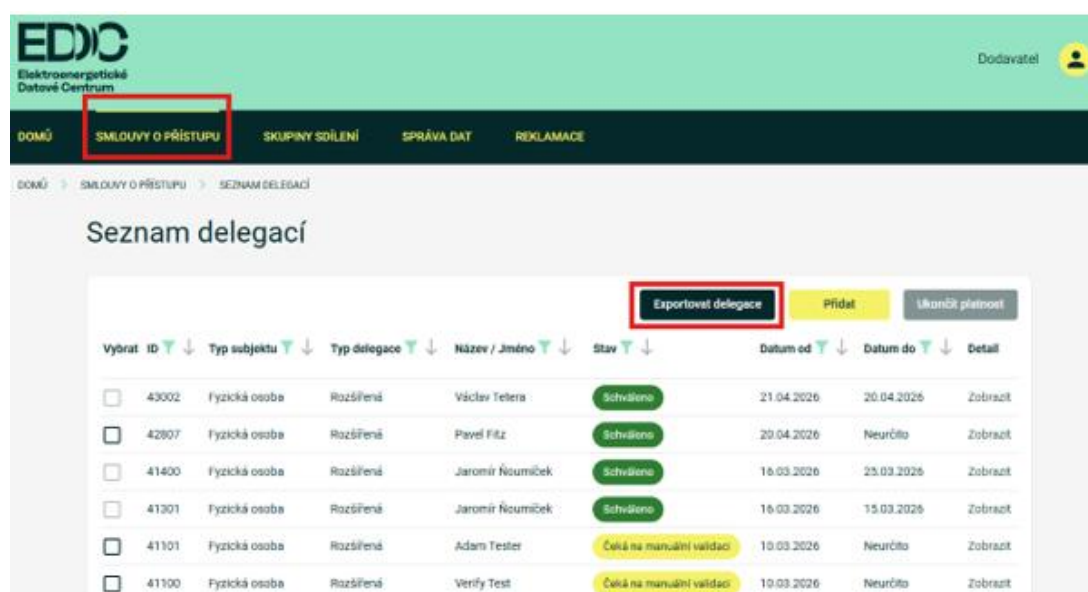 EDC
Elektroenergetické
Datové Centrum
Dodavatel
DOMŮ SMLOUVY O PŘÍSTUPU SKUPINY SDÍLENÍ SPRÁVA DAT REKLAMACE
DOMŮ > SMLOUVY O PŘÍSTUPU > SEZNAM DELEGACÍ
Seznam delegací
Exportovat delegace Přidat Ukončit platnost
Vybrat ID Typ subjektu Typ delegace Název / Jméno Stav Datum od Datum do Detail
43002 Fyzická osoba Rozšířená Václav Tetera Schváleno 21.04.2026 20.04.2026 Zobrazit
42807 Fyzická osoba Rozšířená Pavel Fitz Schváleno 20.04.2026 Neurčito Zobrazit
41400 Fyzická osoba Rozšířená Jaromír Ňoumíček Schváleno 16.03.2026 25.03.2026 Zobrazit
41301 Fyzická osoba Rozšířená Jaromír Ňoumíček Schváleno 16.03.2026 15.03.2026 Zobrazit
41101 Fyzická osoba Rozšířená Adam Tester Čeká na manuální validaci 10.03.2026 Neurčito Zobrazit
41100 Fyzická osoba Rozšířená Verify Test Čeká na manuální validaci 10.03.2026 Neurčito Zobrazit